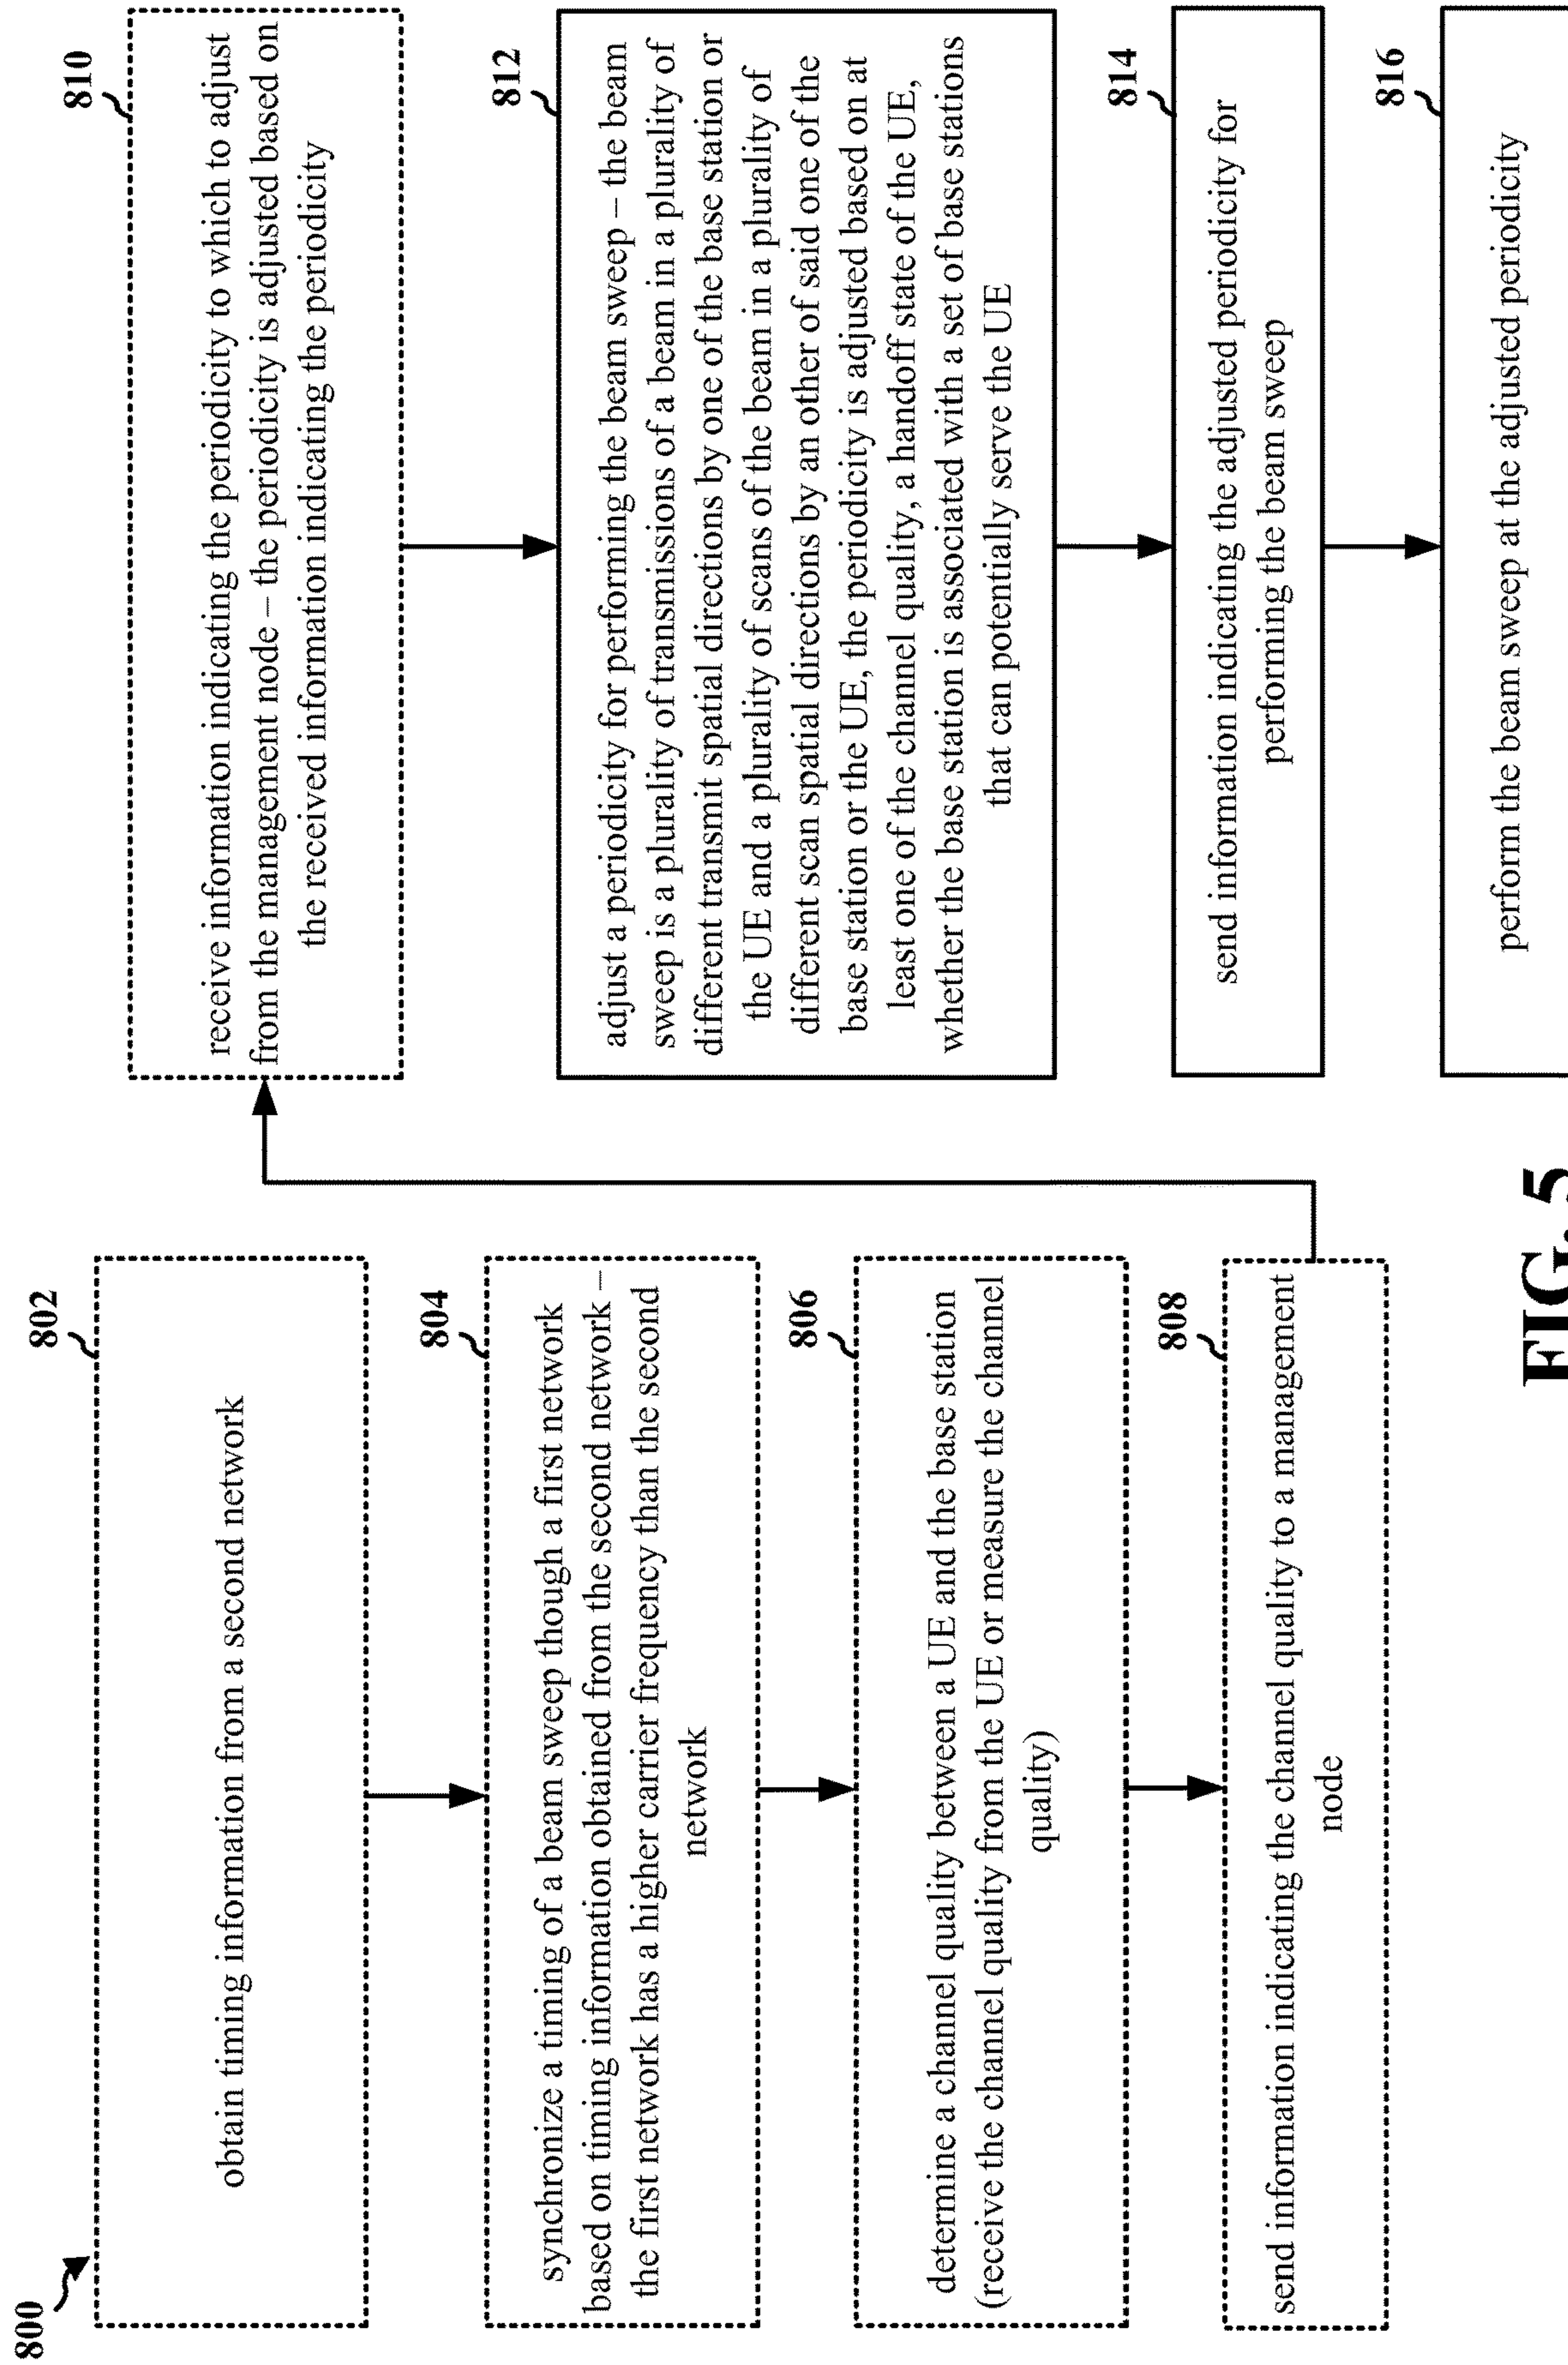 800
802
obtain timing information from a second network
804
synchronize a timing of a beam sweep though a first network
based on timing information obtained from the second network –
the first network has a higher carrier frequency than the second
network
806
determine a channel quality between a UE and the base station
(receive the channel quality from the UE or measure the channel
quality)
808
send information indicating the channel quality to a management
node
810
receive information indicating the periodicity to which to adjust
from the management node – the periodicity is adjusted based on
the received information indicating the periodicity
812
adjust a periodicity for performing the beam sweep – the beam
sweep is a plurality of transmissions of a beam in a plurality of
different transmit spatial directions by one of the base station or
the UE and a plurality of scans of the beam in a plurality of
different scan spatial directions by an other of said one of the
base station or the UE, the periodicity is adjusted based on at
least one of the channel quality, a handoff state of the UE,
whether the base station is associated with a set of base stations
that can potentially serve the UE
814
send information indicating the adjusted periodicity for
performing the beam sweep
816
perform the beam sweep at the adjusted periodicity
FIG. 5